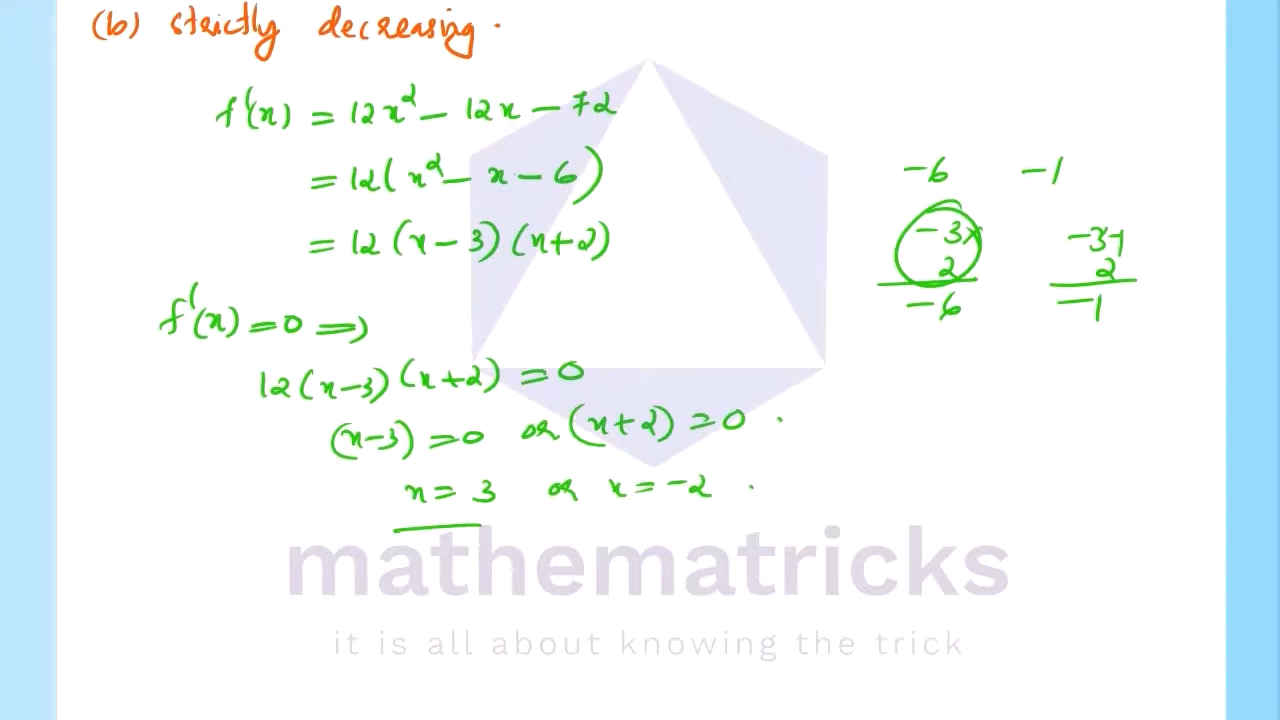 (b) strictly decreasing.
f'(x) = 12x² - 12x - 72
= 12(x² - x - 6)
= 12(x-3)(x+2)
-6 -1
-3x -3+
2 2
-6 -1
f'(x) = 0 ⇒
12(x-3)(x+2) = 0
(x-3) = 0 or (x+2) = 0.
x = 3 or x = -2.
mathematricks
it is all about knowing the trick